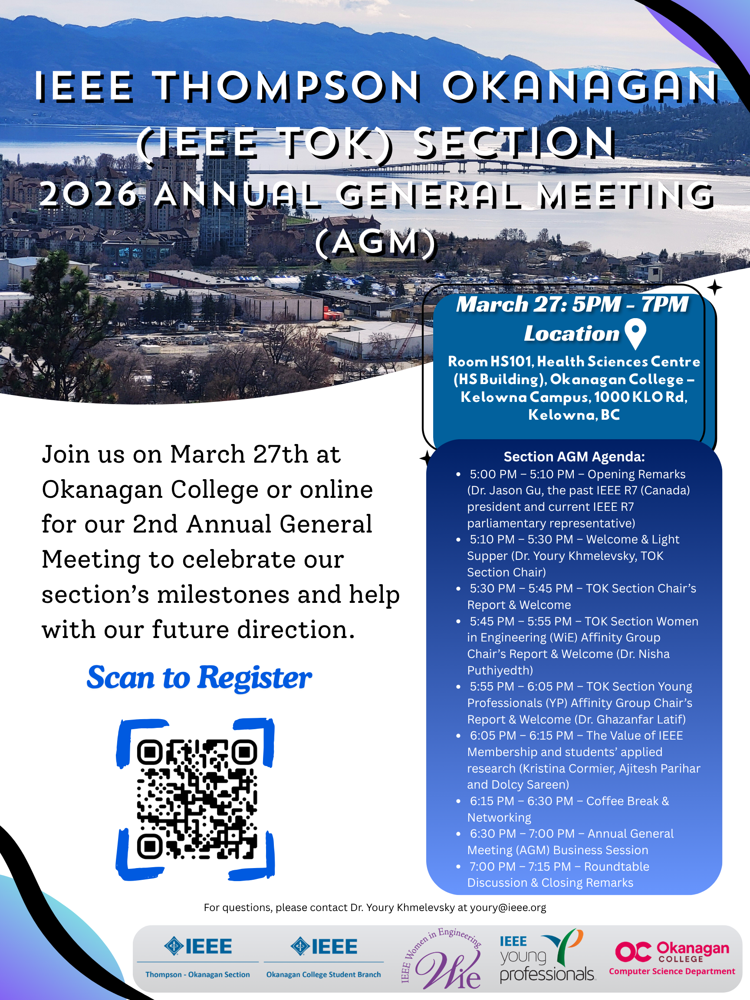 IEEE THOMPSON OKANAGAN
(IEEE TOK) SECTION
2026 ANNUAL GENERAL MEETING
(AGM)
March 27: 5PM - 7PM
Location
Room HS101, Health Sciences Centre
(HS Building), Okanagan College –
Kelowna Campus, 1000 KLO Rd,
Kelowna, BC
Join us on March 27th at
Okanagan College or online
for our 2nd Annual General
Meeting to celebrate our
section’s milestones and help
with our future direction.
Scan to Register
Section AGM Agenda:
• 5:00 PM – 5:10 PM – Opening Remarks
(Dr. Jason Gu, the past IEEE R7 (Canada)
president and current IEEE R7
parliamentary representative)
• 5:10 PM – 5:30 PM – Welcome & Light
Supper (Dr. Youry Khmelevsky, TOK
Section Chair)
• 5:30 PM – 5:45 PM – TOK Section Chair’s
Report & Welcome
• 5:45 PM – 5:55 PM – TOK Section Women
in Engineering (WiE) Affinity Group
Chair’s Report & Welcome (Dr. Nisha
Puthiyedth)
• 5:55 PM – 6:05 PM – TOK Section Young
Professionals (YP) Affinity Group Chair’s
Report & Welcome (Dr. Ghazanfar Latif)
• 6:05 PM – 6:15 PM – The Value of IEEE
Membership and students’ applied
research (Kristina Cormier, Ajitesh Parihar
and Dolcy Sareen)
• 6:15 PM – 6:30 PM – Coffee Break &
Networking
• 6:30 PM – 7:00 PM – Annual General
Meeting (AGM) Business Session
• 7:00 PM – 7:15 PM – Roundtable
Discussion & Closing Remarks
For questions, please contact Dr. Youry Khmelevsky at youry@ieee.org
IEEE
Thompson - Okanagan Section
IEEE
Okanagan College Student Branch
IEEE Women in Engineering
Wie
IEEE
young
professionals
OC Okanagan
COLLEGE
Computer Science Department